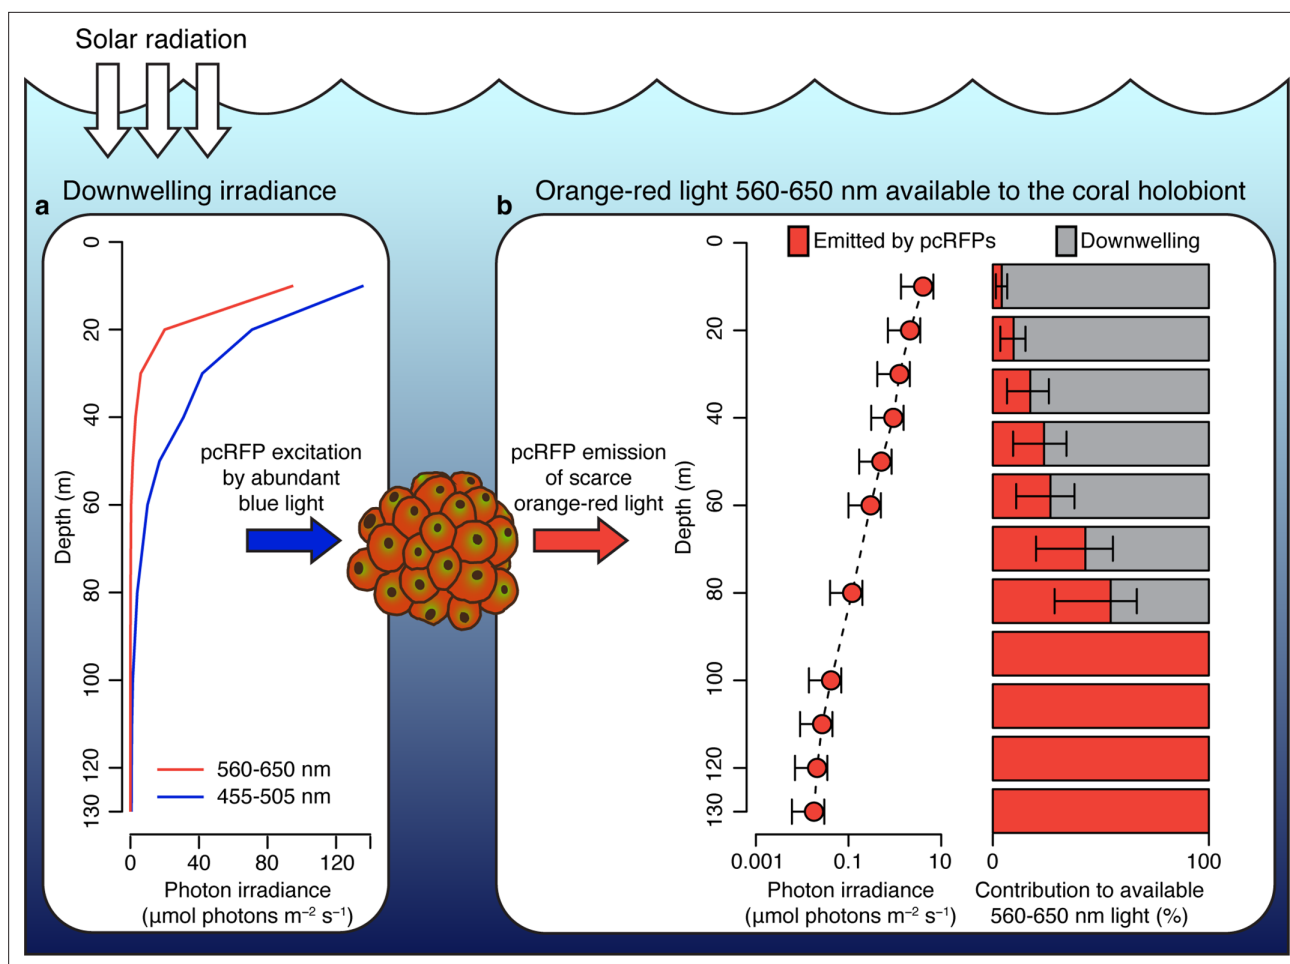 Solar radiation
a Downwelling irradiance
0
20
40
60
80
100
120
130
Depth (m)
560-650 nm
455-505 nm
0 40 80 120
Photon irradiance
(µmol photons m⁻² s⁻¹)
pcRFP excitation
by abundant
blue light
pcRFP emission
of scarce
orange-red light
b Orange-red light 560-650 nm available to the coral holobiont
Emitted by pcRFPs Downwelling
0
20
40
60
80
100
120
130
Depth (m)
0.001 0.1 10
Photon irradiance
(µmol photons m⁻² s⁻¹)
0 100
Contribution to available
560-650 nm light (%)